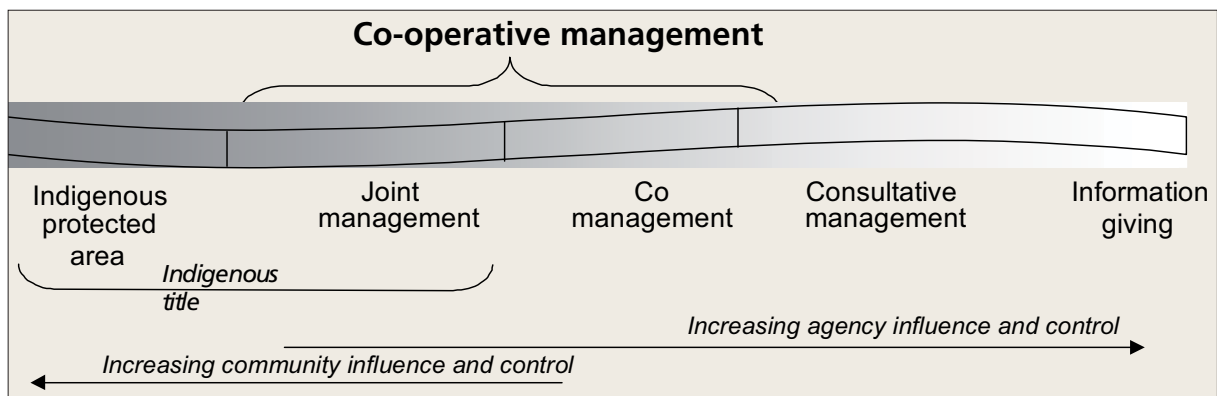 Co-operative management
Indigenous
protected
area
Joint
management
Co
management
Consultative
management
Information
giving
Indigenous
title
Increasing agency influence and control
Increasing community influence and control